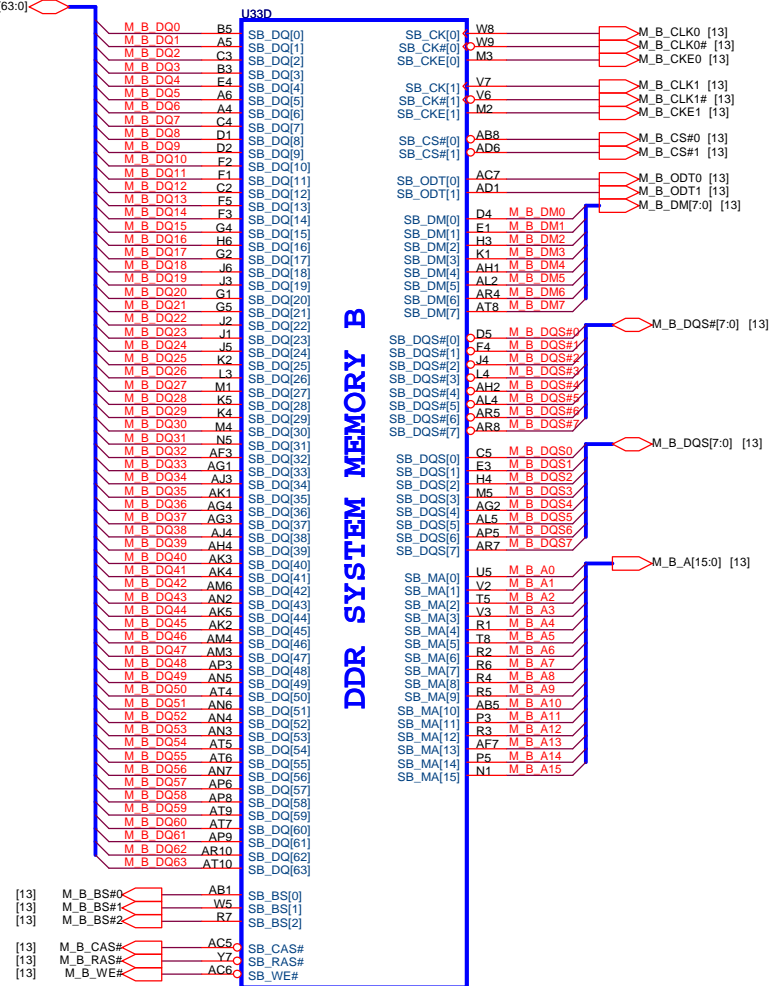 63:0]
U33D
M_B_DQ0 B5 SB_DQ[0]
M_B_DQ1 A5 SB_DQ[1]
M_B_DQ2 C3 SB_DQ[2]
M_B_DQ3 B3 SB_DQ[3]
M_B_DQ4 E4 SB_DQ[4]
M_B_DQ5 A6 SB_DQ[5]
M_B_DQ6 A4 SB_DQ[6]
M_B_DQ7 C4 SB_DQ[7]
M_B_DQ8 D1 SB_DQ[8]
M_B_DQ9 D2 SB_DQ[9]
M_B_DQ10 F2 SB_DQ[10]
M_B_DQ11 F1 SB_DQ[11]
M_B_DQ12 C2 SB_DQ[12]
M_B_DQ13 F5 SB_DQ[13]
M_B_DQ14 F3 SB_DQ[14]
M_B_DQ15 G4 SB_DQ[15]
M_B_DQ16 H6 SB_DQ[16]
M_B_DQ17 G2 SB_DQ[17]
M_B_DQ18 J6 SB_DQ[18]
M_B_DQ19 J3 SB_DQ[19]
M_B_DQ20 G1 SB_DQ[20]
M_B_DQ21 G5 SB_DQ[21]
M_B_DQ22 J2 SB_DQ[22]
M_B_DQ23 J1 SB_DQ[23]
M_B_DQ24 J5 SB_DQ[24]
M_B_DQ25 K2 SB_DQ[25]
M_B_DQ26 L3 SB_DQ[26]
M_B_DQ27 M1 SB_DQ[27]
M_B_DQ28 K5 SB_DQ[28]
M_B_DQ29 K4 SB_DQ[29]
M_B_DQ30 M4 SB_DQ[30]
M_B_DQ31 N5 SB_DQ[31]
M_B_DQ32 AF3 SB_DQ[32]
M_B_DQ33 AG1 SB_DQ[33]
M_B_DQ34 AJ3 SB_DQ[34]
M_B_DQ35 AK1 SB_DQ[35]
M_B_DQ36 AG4 SB_DQ[36]
M_B_DQ37 AG3 SB_DQ[37]
M_B_DQ38 AJ4 SB_DQ[38]
M_B_DQ39 AH4 SB_DQ[39]
M_B_DQ40 AK3 SB_DQ[40]
M_B_DQ41 AK4 SB_DQ[41]
M_B_DQ42 AM6 SB_DQ[42]
M_B_DQ43 AN2 SB_DQ[43]
M_B_DQ44 AK5 SB_DQ[44]
M_B_DQ45 AK2 SB_DQ[45]
M_B_DQ46 AM4 SB_DQ[46]
M_B_DQ47 AM3 SB_DQ[47]
M_B_DQ48 AP3 SB_DQ[48]
M_B_DQ49 AN5 SB_DQ[49]
M_B_DQ50 AT4 SB_DQ[50]
M_B_DQ51 AN6 SB_DQ[51]
M_B_DQ52 AN4 SB_DQ[52]
M_B_DQ53 AN3 SB_DQ[53]
M_B_DQ54 AT5 SB_DQ[54]
M_B_DQ55 AT6 SB_DQ[55]
M_B_DQ56 AN7 SB_DQ[56]
M_B_DQ57 AP6 SB_DQ[57]
M_B_DQ58 AP8 SB_DQ[58]
M_B_DQ59 AT9 SB_DQ[59]
M_B_DQ60 AT7 SB_DQ[60]
M_B_DQ61 AP9 SB_DQ[61]
M_B_DQ62 AR10 SB_DQ[62]
M_B_DQ63 AT10 SB_DQ[63]
[13] M_B_BS#0 AB1 SB_BS[0]
[13] M_B_BS#1 W5 SB_BS[1]
[13] M_B_BS#2 R7 SB_BS[2]
[13] M_B_CAS# AC5 SB_CAS#
[13] M_B_RAS# Y7 SB_RAS#
[13] M_B_WE# AC6 SB_WE#
DDR SYSTEM MEMORY B
SB_CK[0] W8 M_B_CLK0 [13]
SB_CK#[0] W9 M_B_CLK0# [13]
SB_CKE[0] M3 M_B_CKE0 [13]
SB_CK[1] V7 M_B_CLK1 [13]
SB_CK#[1] V6 M_B_CLK1# [13]
SB_CKE[1] M2 M_B_CKE1 [13]
SB_CS#[0] AB8 M_B_CS#0 [13]
SB_CS#[1] AD6 M_B_CS#1 [13]
SB_ODT[0] AC7 M_B_ODT0 [13]
SB_ODT[1] AD1 M_B_ODT1 [13]
M_B_DM[7:0] [13]
SB_DM[0] D4 M_B_DM0
SB_DM[1] E1 M_B_DM1
SB_DM[2] H3 M_B_DM2
SB_DM[3] K1 M_B_DM3
SB_DM[4] AH1 M_B_DM4
SB_DM[5] AL2 M_B_DM5
SB_DM[6] AR4 M_B_DM6
SB_DM[7] AT8 M_B_DM7
M_B_DQS#[7:0] [13]
SB_DQS#[0] D5 M_B_DQS#0
SB_DQS#[1] F4 M_B_DQS#1
SB_DQS#[2] J4 M_B_DQS#2
SB_DQS#[3] L4 M_B_DQS#3
SB_DQS#[4] AH2 M_B_DQS#4
SB_DQS#[5] AL4 M_B_DQS#5
SB_DQS#[6] AR5 M_B_DQS#6
SB_DQS#[7] AR8 M_B_DQS#7
M_B_DQS[7:0] [13]
SB_DQS[0] C5 M_B_DQS0
SB_DQS[1] E3 M_B_DQS1
SB_DQS[2] H4 M_B_DQS2
SB_DQS[3] M5 M_B_DQS3
SB_DQS[4] AG2 M_B_DQS4
SB_DQS[5] AL5 M_B_DQS5
SB_DQS[6] AP5 M_B_DQS6
SB_DQS[7] AR7 M_B_DQS7
M_B_A[15:0] [13]
SB_MA[0] U5 M_B_A0
SB_MA[1] V2 M_B_A1
SB_MA[2] T5 M_B_A2
SB_MA[3] V3 M_B_A3
SB_MA[4] R1 M_B_A4
SB_MA[5] T8 M_B_A5
SB_MA[6] R2 M_B_A6
SB_MA[7] R6 M_B_A7
SB_MA[8] R4 M_B_A8
SB_MA[9] R5 M_B_A9
SB_MA[10] AB5 M_B_A10
SB_MA[11] P3 M_B_A11
SB_MA[12] R3 M_B_A12
SB_MA[13] AF7 M_B_A13
SB_MA[14] P5 M_B_A14
SB_MA[15] N1 M_B_A15